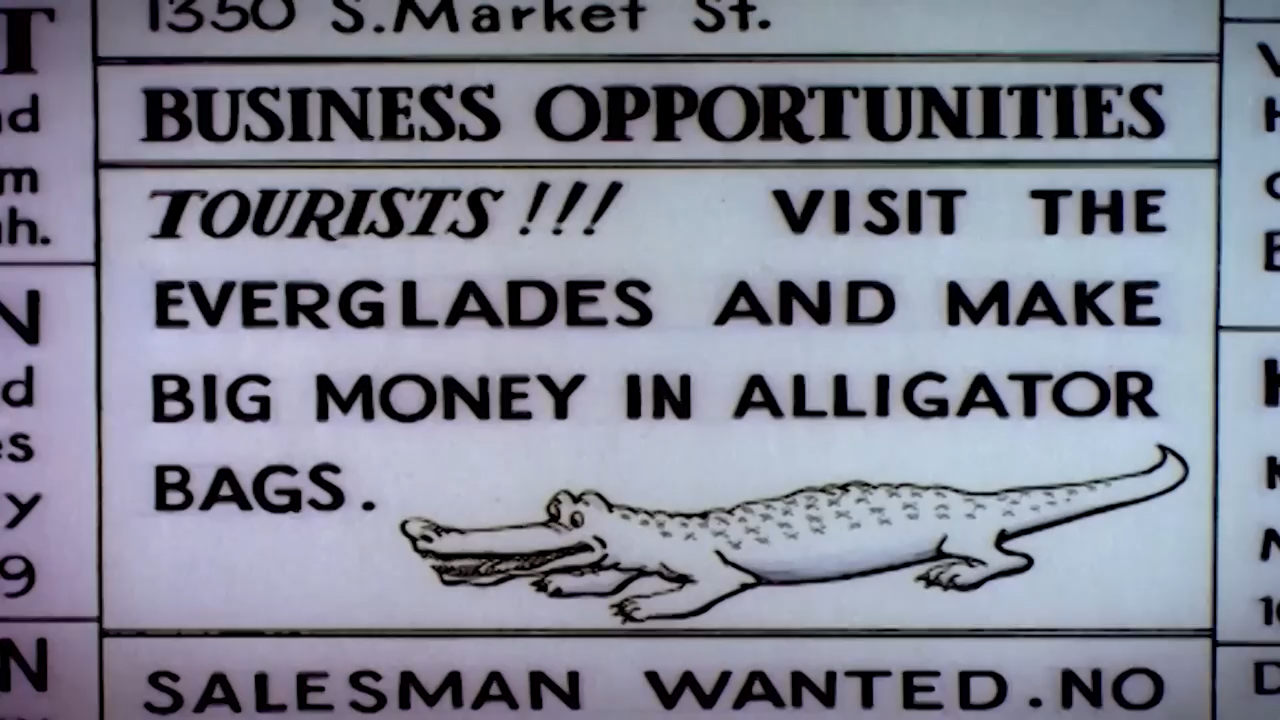 1350 S.Market St.
BUSINESS OPPORTUNITIES
TOURISTS!!! VISIT THE
EVERGLADES AND MAKE
BIG MONEY IN ALLIGATOR
BAGS.
SALESMAN WANTED.NO